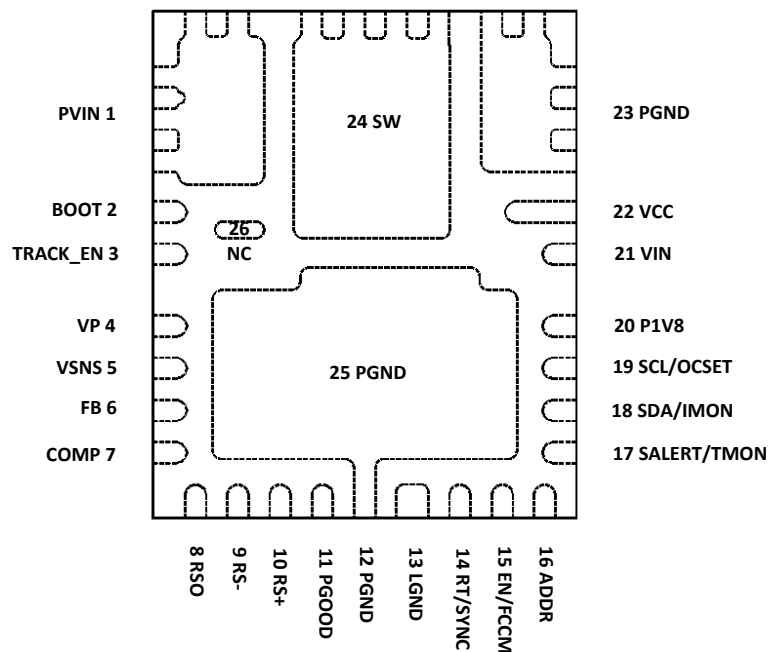 PVIN 1
24 SW
23 PGND
BOOT 2
22 VCC
26
TRACK_EN 3
NC
21 VIN
VP 4
20 P1V8
VSNS 5
25 PGND
19 SCL/OCSET
FB 6
18 SDA/IMON
COMP 7
17 SALERT/TMON
8 RSO
9 RS-
10 RS+
11 PGOOD
12 PGND
13 LGND
14 RT/SYNC
15 EN/FCCM
16 ADDR